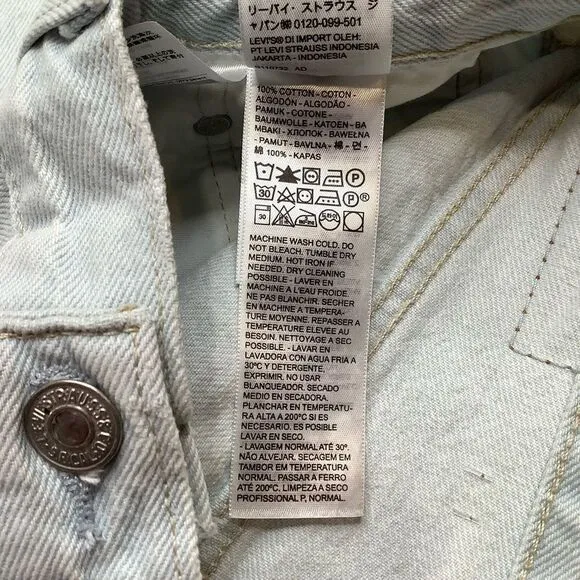 リーバイ・ストラウス ジ
ャパン㈱ 0120-099-501
LEVI'S® DI IMPORT OLEH:
PT LEVI STRAUSS INDONESIA
JAKARTA - INDONESIA
100% COTTON - COTON -
ALGODÓN - ALGODÃO -
PAMUK - COTONE -
BAUMWOLLE - KATOEN - BA
MBAKI - ХЛОПОК - BAWEŁNA
- PAMUT - BAVLNA - 棉 - 면 -
綿 100% - KAPAS
P
30 P
30
MACHINE WASH COLD. DO
NOT BLEACH. TUMBLE DRY
MEDIUM. HOT IRON IF
NEEDED. DRY CLEANING
POSSIBLE - LAVER EN
MACHINE A L'EAU FROIDE.
NE PAS BLANCHIR. SECHER
EN MACHINE A TEMPERA-
TURE MOYENNE. REPASSER A
TEMPERATURE ELEVEE AU
BESOIN. NETTOYAGE A SEC
POSSIBLE. - LAVAR EN
LAVADORA CON AGUA FRIA A
30ºC Y DETERGENTE,
EXPRIMIR. NO USAR
BLANQUEADOR. SECADO
MEDIO EN SECADORA.
PLANCHAR EN TEMPERATU-
RA ALTA A 200ºC SI ES
NECESARIO. ES POSIBLE
LAVAR EN SECO.
- LAVAGEM NORMAL ATÉ 30º.
NÃO ALVEJAR. SECAGEM EM
TAMBOR EM TEMPERATURA
NORMAL. PASSAR A FERRO
ATÉ 200ºC. LIMPEZA A SECO
PROFISSIONAL P, NORMAL.